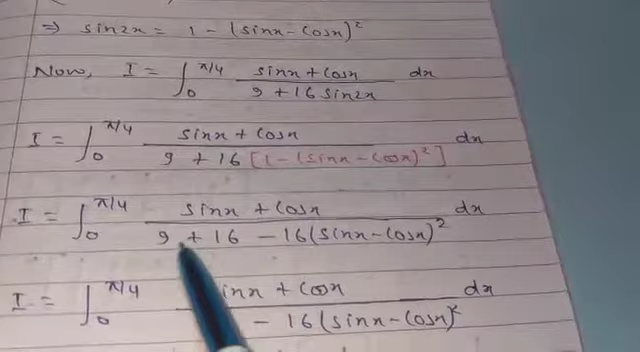 ⇒ sin2x = 1 - (sinx - cosx)²
Now, I = ∫₀^π/4 (sinx + cosx)/(9 + 16 sin2x) dx
I = ∫₀^π/4 (sinx + cosx)/(9 + 16 [1 - (sinx - cosx)²]) dx
I = ∫₀^π/4 (sinx + cosx)/(9 + 16 - 16(sinx - cosx)²) dx
I = ∫₀^π/4 inx + cosx / - 16(sinx - cosx)² dx